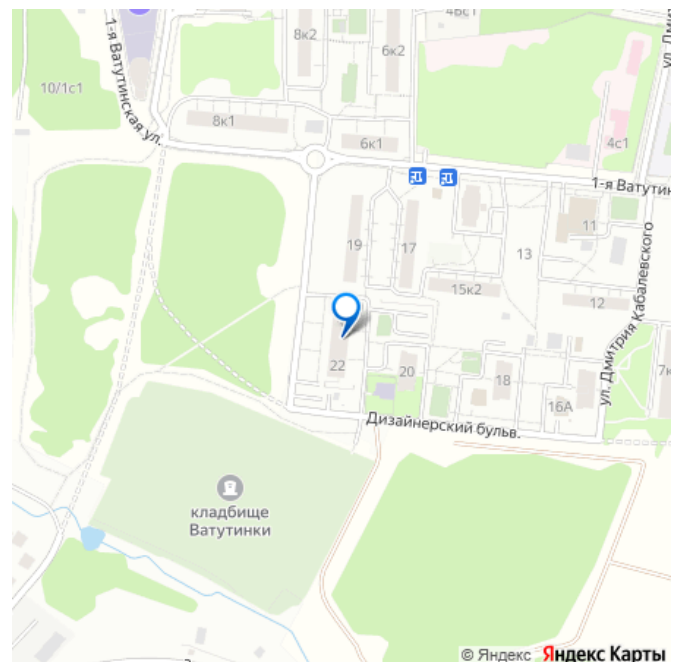 4Вс1
8к2
6к2
ул. Дми
1-я Ватутинская ул.
10/1с1
8к1
6к1
4с1
1-я Ватутин
11
19
17
13
15к2
12
ул. Дмитрия Кабалевского
22
20
18
16А
7к
Дизайнерский бульв.
кладбище
Ватутинки
© Яндекс Яндекс Карты